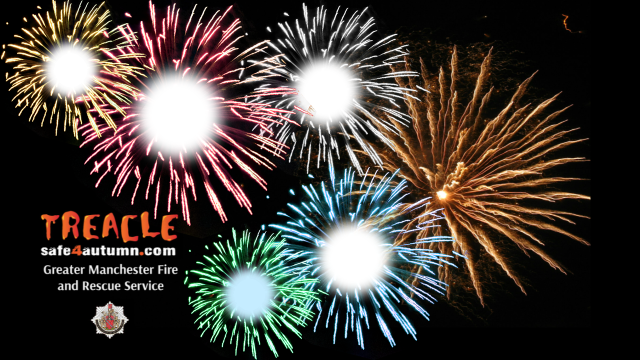 TREACLE
safe4autumn.com
Greater Manchester Fire
and Rescue Service